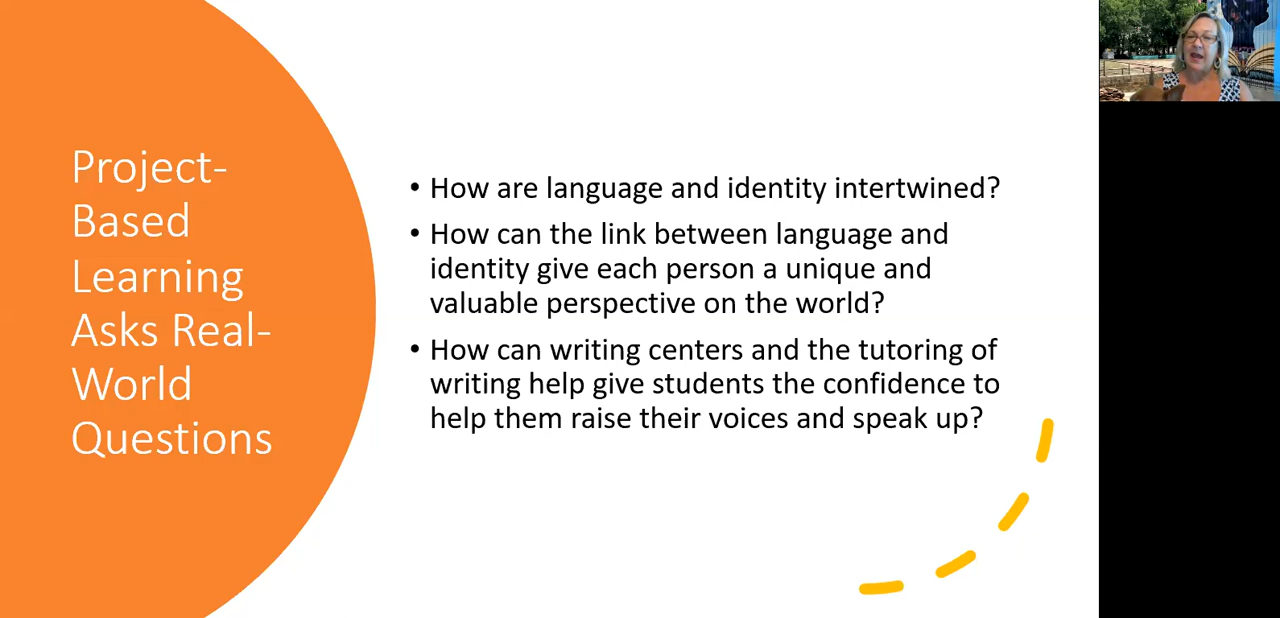 Project-
Based
Learning
Asks Real-
World
Questions
• How are language and identity intertwined?
• How can the link between language and
identity give each person a unique and
valuable perspective on the world?
• How can writing centers and the tutoring of
writing help give students the confidence to
help them raise their voices and speak up?